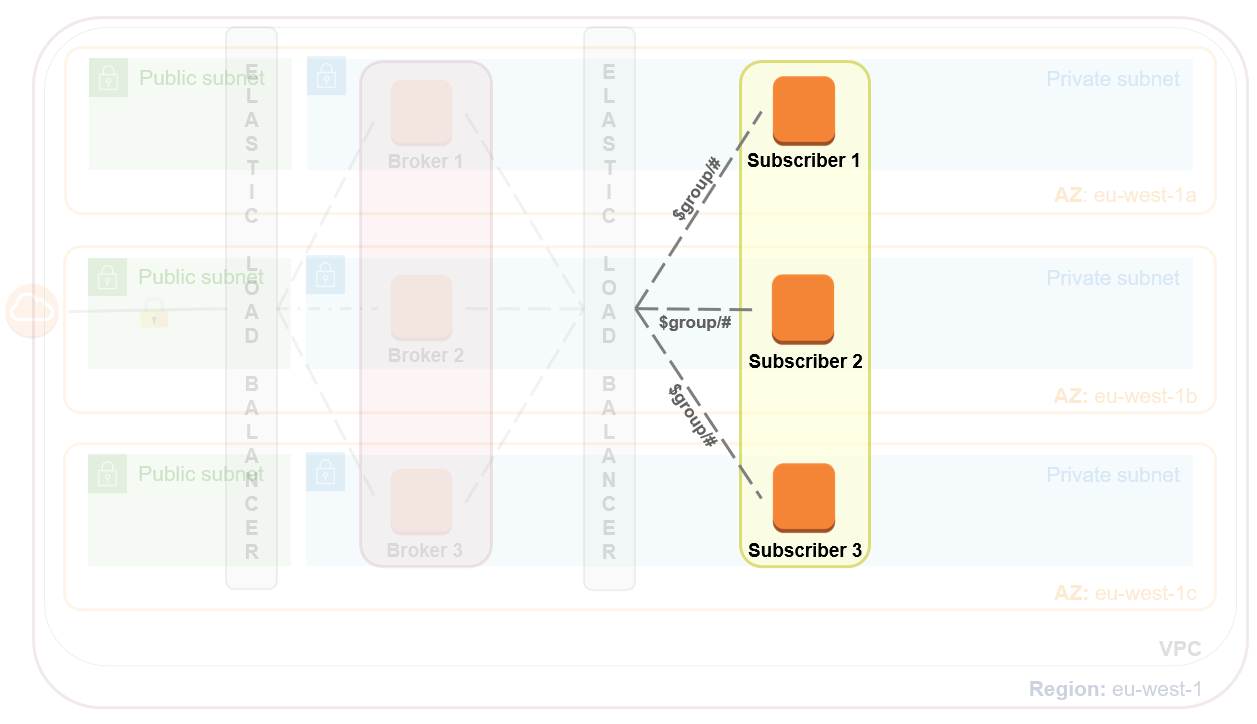 Public subnet
Private subnet
Broker 1
Subscriber 1
AZ: eu-west-1a
ELASTIC LOAD BALANCER
ELASTIC LOAD BALANCER
$group/#
Public subnet
Private subnet
$group/#
Broker 2
Subscriber 2
AZ: eu-west-1b
$group/#
Public subnet
Private subnet
Broker 3
Subscriber 3
AZ: eu-west-1c
VPC
Region: eu-west-1